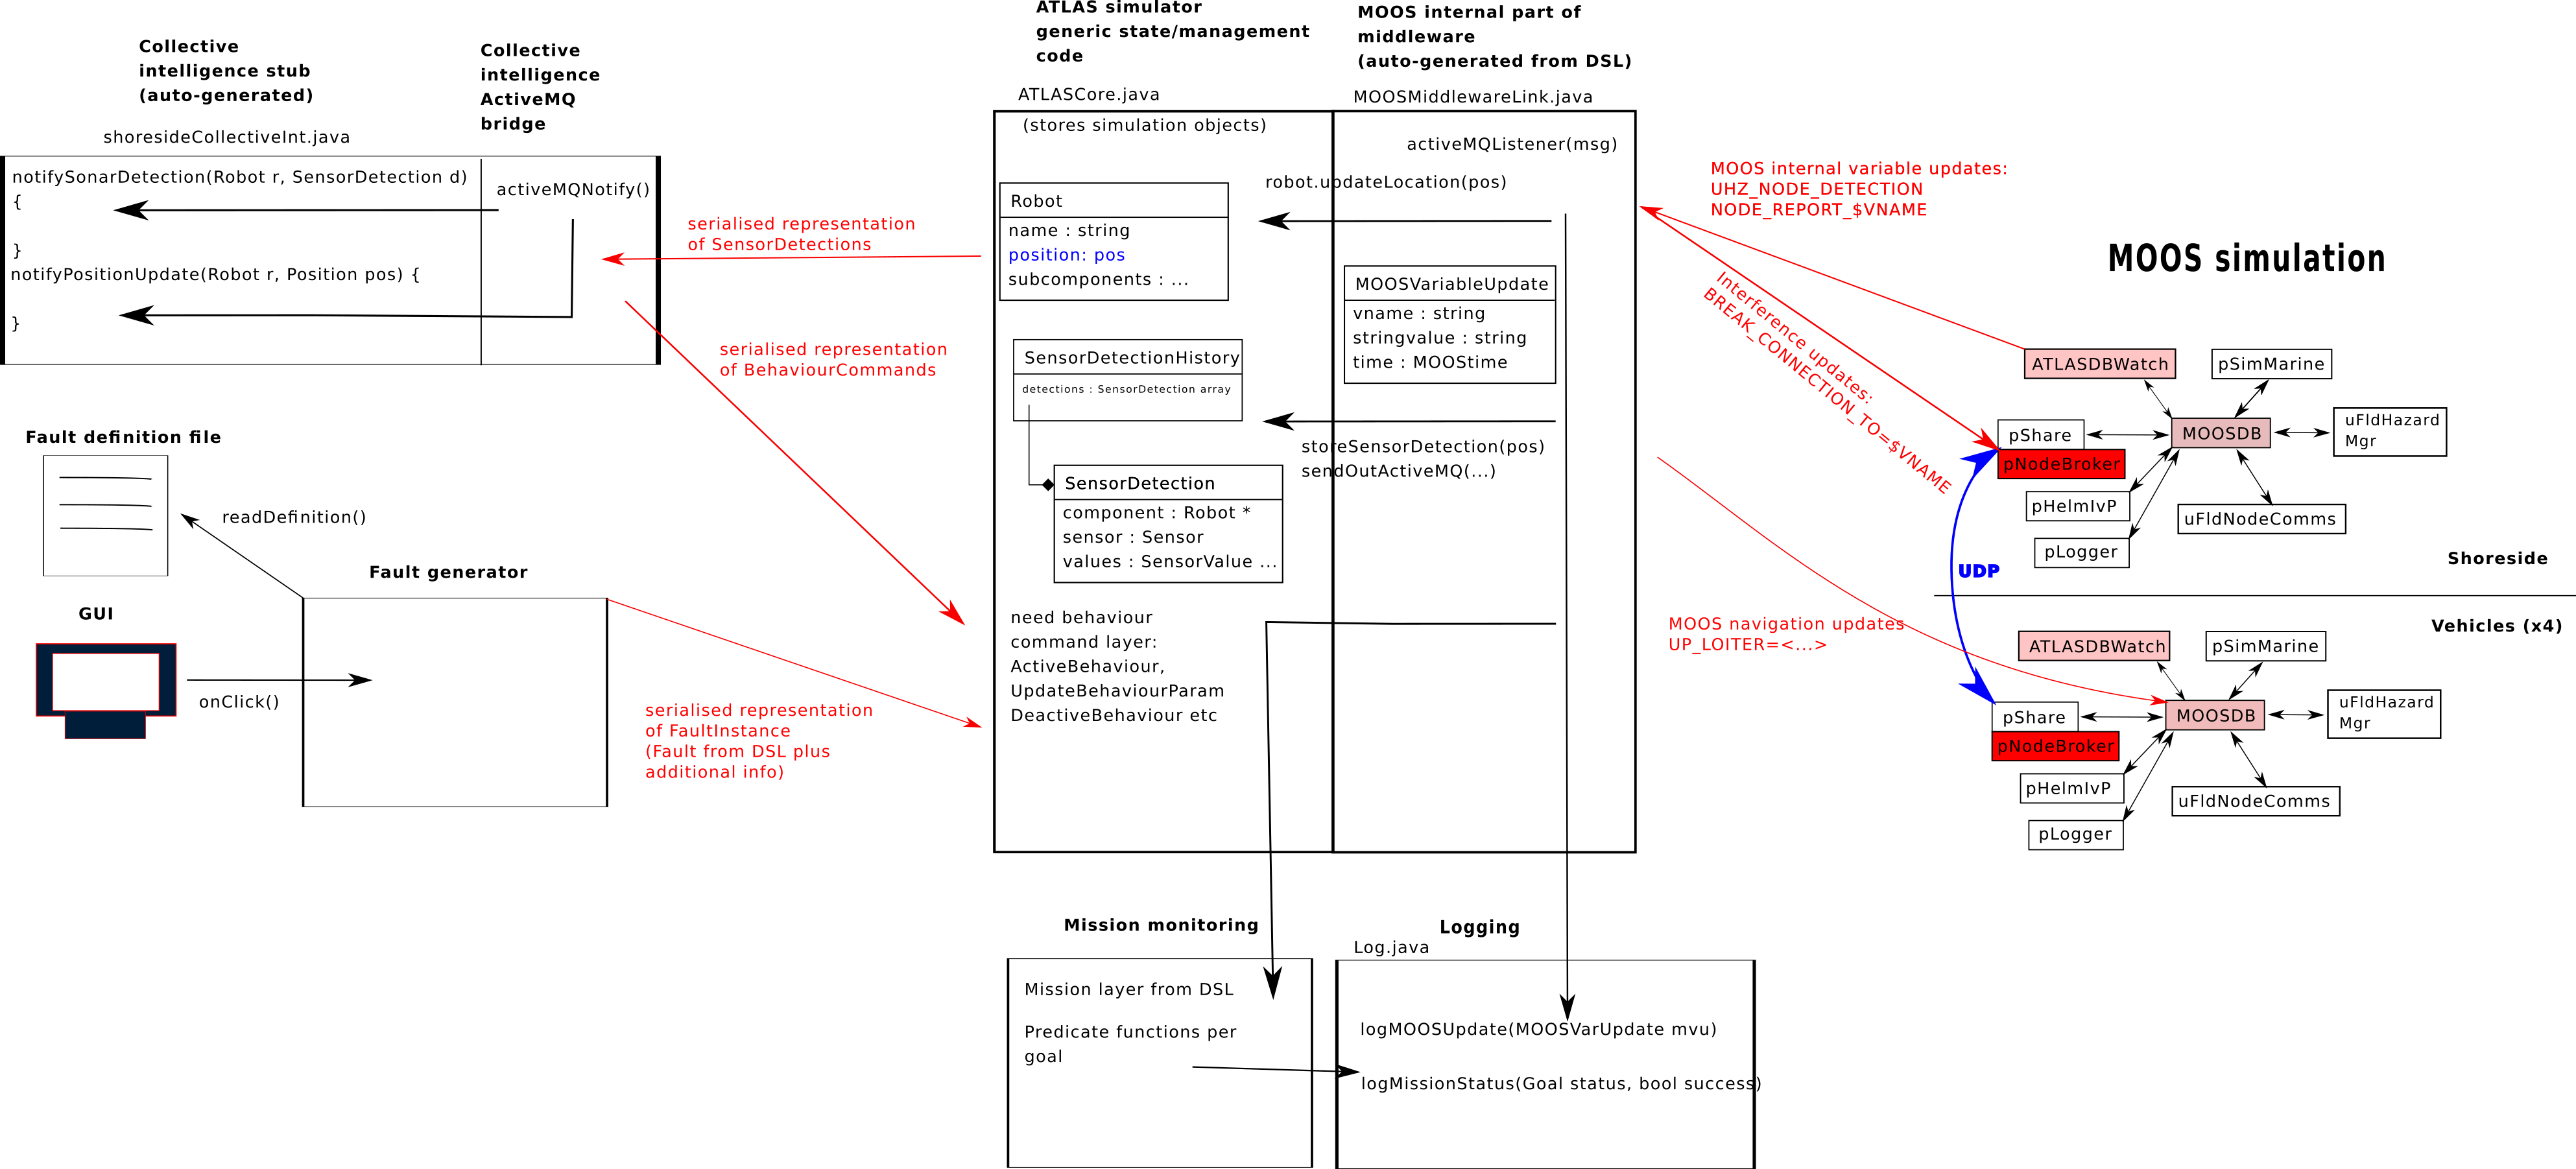 Collective
intelligence stub
(auto-generated)
shoresideCollectiveInt.java
Collective
intelligence
ActiveMQ
bridge
notifySonarDetection(Robot r, SensorDetection d)
{
}
notifyPositionUpdate(Robot r, Position pos) {
}
activeMQNotify()
serialised representation
of SensorDetections
serialised representation
of BehaviourCommands
Fault definition file
readDefinition()
GUI
onClick()
Fault generator
serialised representation
of FaultInstance
(Fault from DSL plus
additional info)
ATLAS simulator
generic state/management
code
ATLASCore.java
(stores simulation objects)
Robot
name : string
position: pos
subcomponents : ...
SensorDetectionHistory
detections : SensorDetection array
SensorDetection
component : Robot *
sensor : Sensor
values : SensorValue ...
need behaviour
command layer:
ActiveBehaviour,
UpdateBehaviourParam
DeactiveBehaviour etc
MOOS internal part of
middleware
(auto-generated from DSL)
MOOSMiddlewareLink.java
activeMQListener(msg)
robot.updateLocation(pos)
MOOSVariableUpdate
vname : string
stringvalue : string
time : MOOStime
storeSensorDetection(pos)
sendOutActiveMQ(...)
Mission monitoring
Mission layer from DSL
Predicate functions per
goal
Logging
Log.java
logMOOSUpdate(MOOSVarUpdate mvu)
logMissionStatus(Goal status, bool success)
MOOS internal variable updates:
UHZ_NODE_DETECTION
NODE_REPORT_$VNAME
Interference updates:
BREAK_CONNECTION_TO=$VNAME
MOOS navigation updates
UP_LOITER=<...>
MOOS simulation
ATLASDBWatch
pSimMarine
pShare
MOOSDB
uFldHazard
Mgr
pNodeBroker
pHelmIvP
uFldNodeComms
pLogger
Shoreside
UDP
Vehicles (x4)
ATLASDBWatch
pSimMarine
pShare
MOOSDB
uFldHazard
Mgr
pNodeBroker
pHelmIvP
uFldNodeComms
pLogger